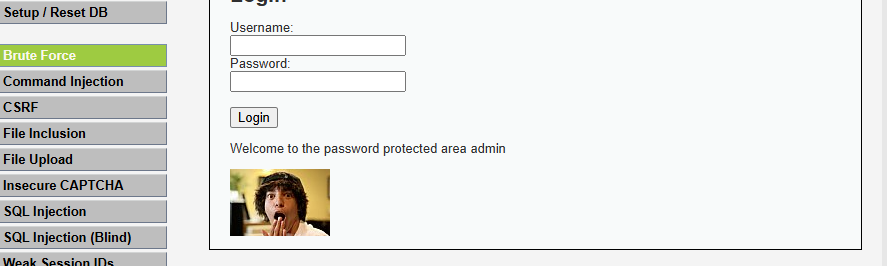 Setup / Reset DB
Brute Force
Command Injection
CSRF
File Inclusion
File Upload
Insecure CAPTCHA
SQL Injection
SQL Injection (Blind)
Weak Session IDs
Login
Username:
Password:
Login
Welcome to the password protected area admin